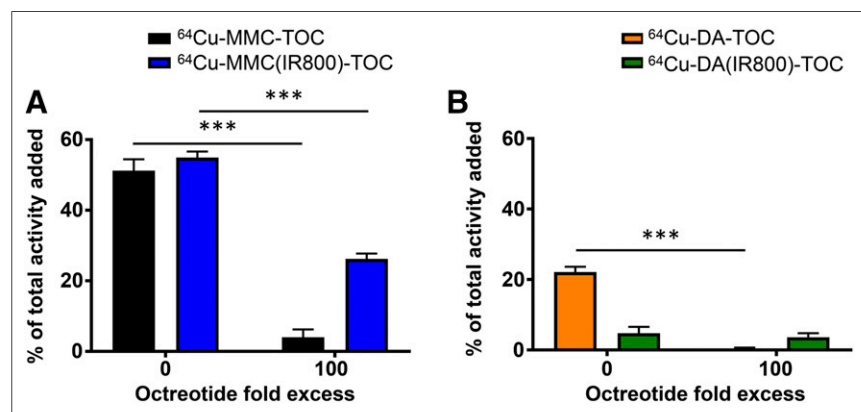 ⁶⁴Cu-MMC-TOC
⁶⁴Cu-MMC(IR800)-TOC
A
***
***
% of total activity added
60
40
20
0
0
100
Octreotide fold excess
⁶⁴Cu-DA-TOC
⁶⁴Cu-DA(IR800)-TOC
B
***
% of total activity added
60
40
20
0
0
100
Octreotide fold excess